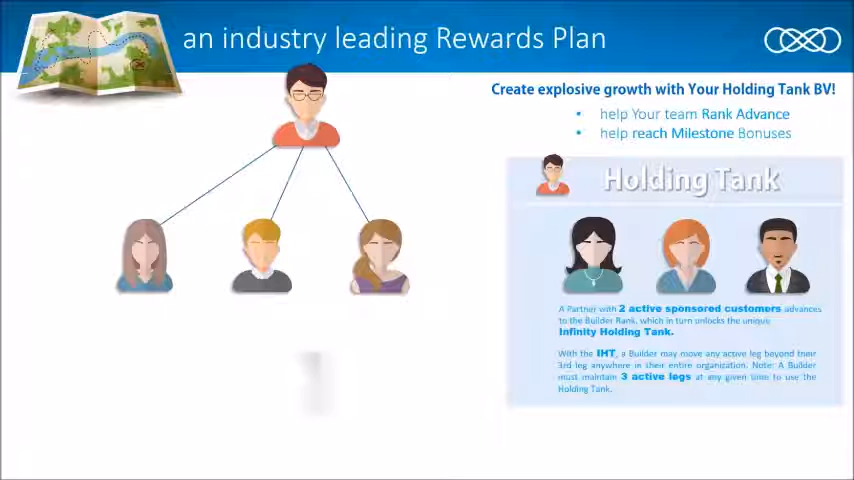 an industry leading Rewards Plan
Create explosive growth with Your Holding Tank BV!
• help Your team Rank Advance
• help reach Milestone Bonuses
Holding Tank
A Partner with 2 active sponsored customers advances
to the Builder Rank, which in turn unlocks the unique
Infinity Holding Tank.
With the IHT, a Builder may move any active leg beyond their
3rd leg anywhere in their entire organization. Note: A Builder
must maintain 3 active legs at any given time to use the
Holding Tank.